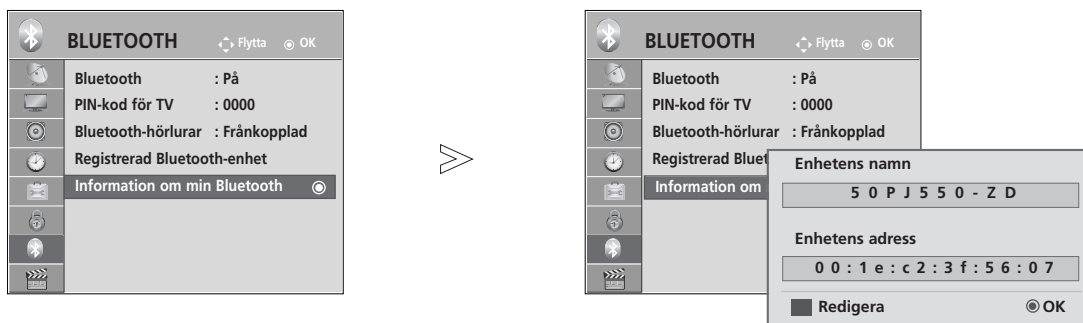 BLUETOOTH Flytta OK
Bluetooth : På
PIN-kod för TV : 0000
Bluetooth-hörlurar : Frånkopplad
Registrerad Bluetooth-enhet
Information om min Bluetooth
BLUETOOTH Flytta OK
Bluetooth : På
PIN-kod för TV : 0000
Bluetooth-hörlurar : Frånkopplad
Registrerad Bluet
Information om
Enhetens namn
50PJ550-ZD
Enhetens adress
00:1e:c2:3f:56:07
Redigera OK